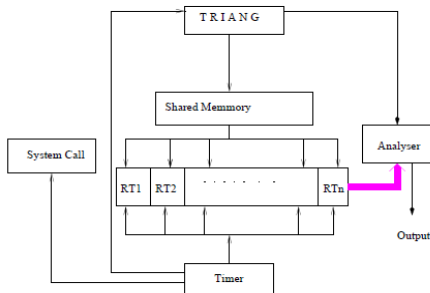 T R I A N G
Shared Memmory
System Call
Analyser
RT1 RT2 . . . . . . . RTn
Output
Timer